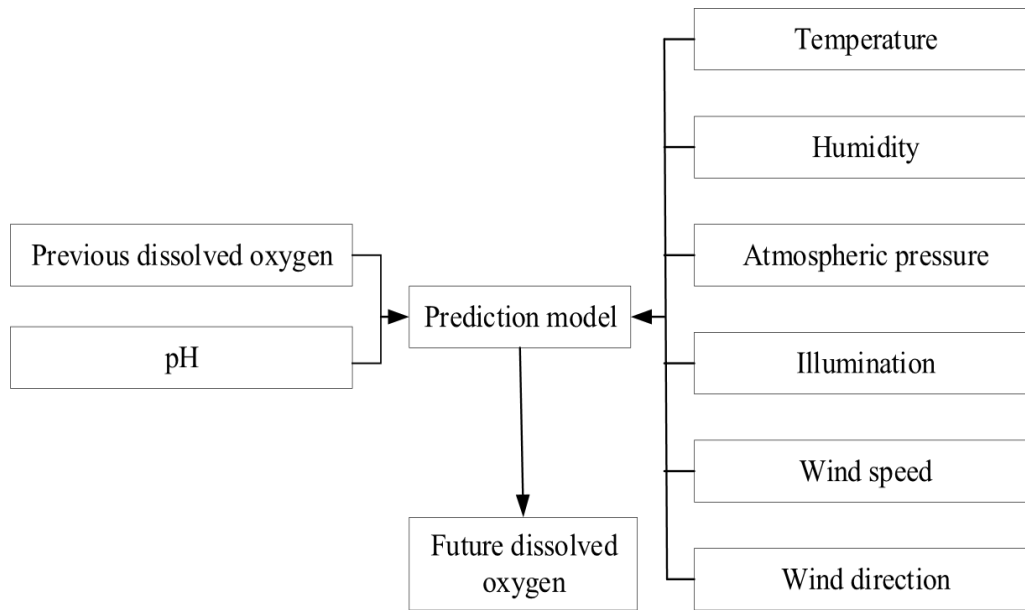 Temperature
Humidity
Previous dissolved oxygen
Atmospheric pressure
Prediction model
pH
Illumination
Wind speed
Future dissolved
oxygen
Wind direction